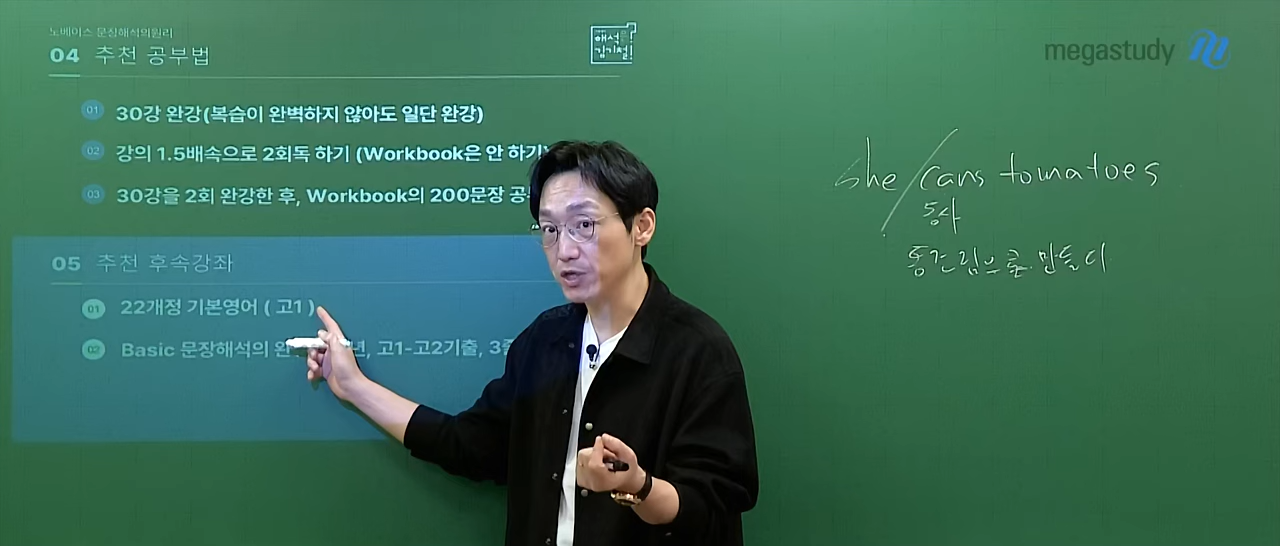 노베이스 문장해석의원리
04 추천 공부법
해석은!
김기철!
megastudy
01 30강 완강(복습이 완벽하지 않아도 일단 완강)
02 강의 1.5배속으로 2회독 하기 (Workbook은 안 하기)
03 30강을 2회 완강한 후, Workbook의 200문장
05 추천 후속강좌
01 22개정 기본영어 ( 고1 )
02 Basic 문장해석의 고1-고2기출,
she / cans tomatoes
동사
통조림으로 만들다